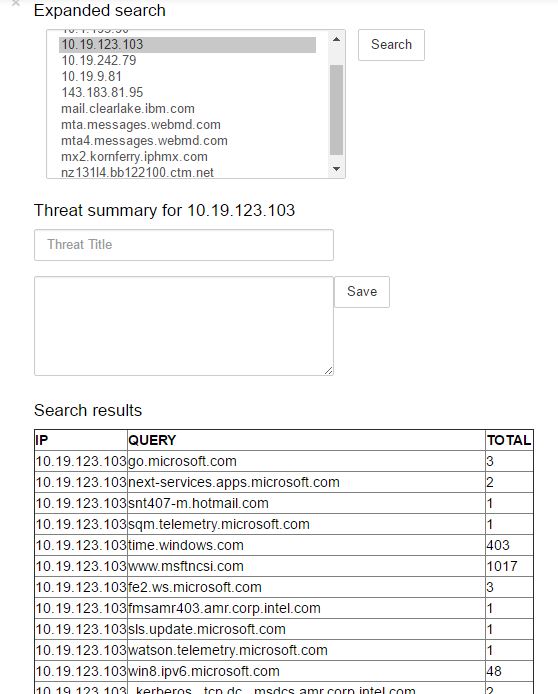 Expanded search
10.19.123.103
10.19.242.79
10.19.9.81
143.183.81.95
mail.clearlake.ibm.com
mta.messages.webmd.com
mta4.messages.webmd.com
mx2.kornferry.iphmx.com
nz131l4.bb122100.ctm.net
Search
Threat summary for 10.19.123.103
Threat Title
Save
Search results
IP QUERY TOTAL
10.19.123.103 go.microsoft.com 3
10.19.123.103 next-services.apps.microsoft.com 2
10.19.123.103 snt407-m.hotmail.com 1
10.19.123.103 sqm.telemetry.microsoft.com 1
10.19.123.103 time.windows.com 403
10.19.123.103 www.msftncsi.com 1017
10.19.123.103 fe2.ws.microsoft.com 3
10.19.123.103 fmsamr403.amr.corp.intel.com 1
10.19.123.103 sls.update.microsoft.com 1
10.19.123.103 watson.telemetry.microsoft.com 1
10.19.123.103 win8.ipv6.microsoft.com 48
10.19.123.103 _kerberos._tcp.dc._msdcs.amr.corp.intel.com 2